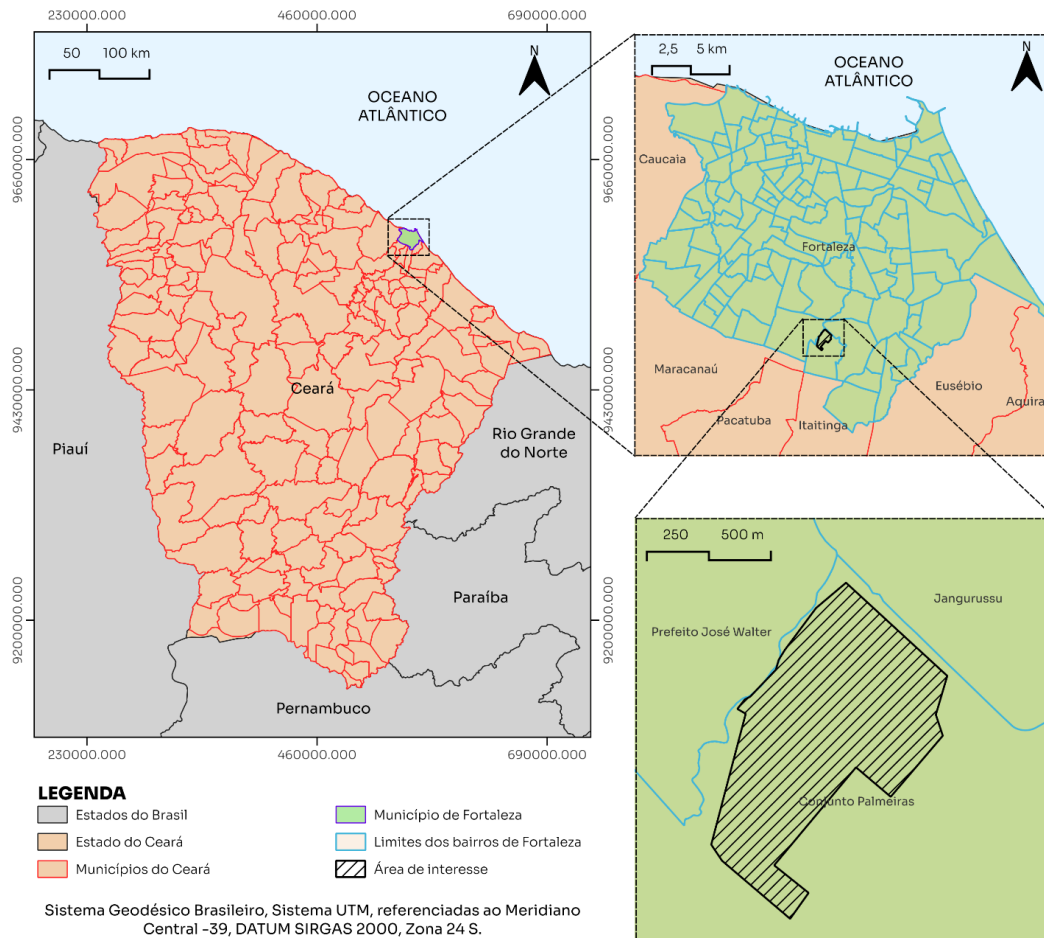 230000.000
460000.000
690000.000
50
100 km
N
OCEANO
ATLÂNTICO
9660000.000
9430000.000
9200000.000
Ceará
Piauí
Rio Grande
do Norte
Paraíba
Pernambuco
230000.000
460000.000
690000.000
2,5
5 km
OCEANO
ATLÂNTICO
N
9660000.000
9430000.000
9200000.000
Caucaia
Fortaleza
Maracanaú
Eusébio
Aquira
Pacatuba
Itaitinga
250
500 m
Jangurussu
Prefeito José Walter
Conjunto Palmeiras
LEGENDA
Estados do Brasil
Estado do Ceará
Municípios do Ceará
Município de Fortaleza
Limites dos bairros de Fortaleza
Área de interesse
Sistema Geodésico Brasileiro, Sistema UTM, referenciadas ao Meridiano
Central -39, DATUM SIRGAS 2000, Zona 24 S.